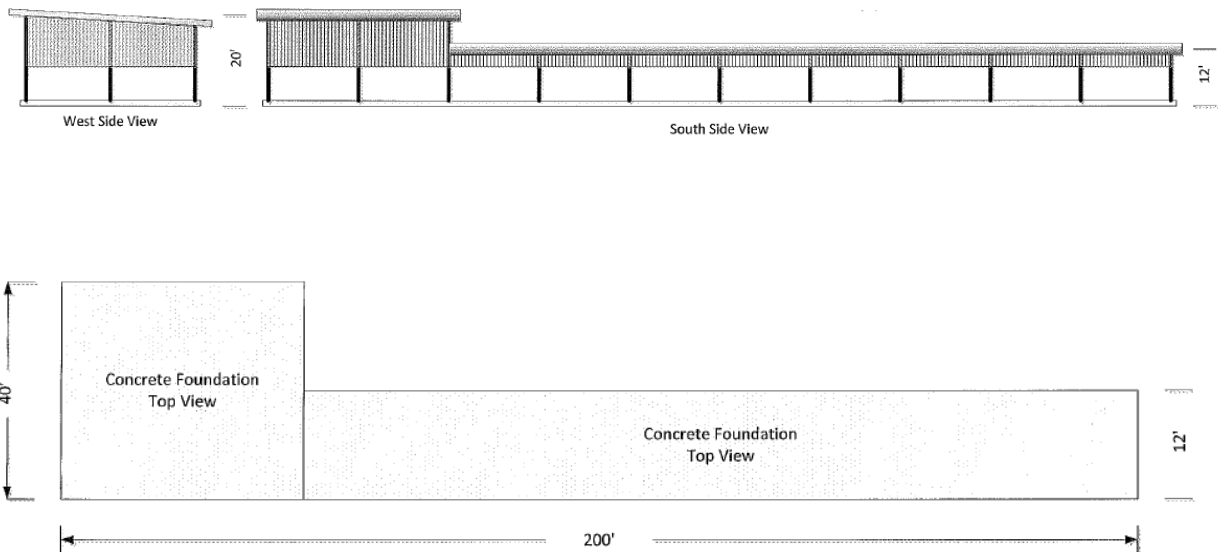 20'
12'
West Side View
South Side View
40'
Concrete Foundation
Top View
Concrete Foundation
Top View
12'
200'